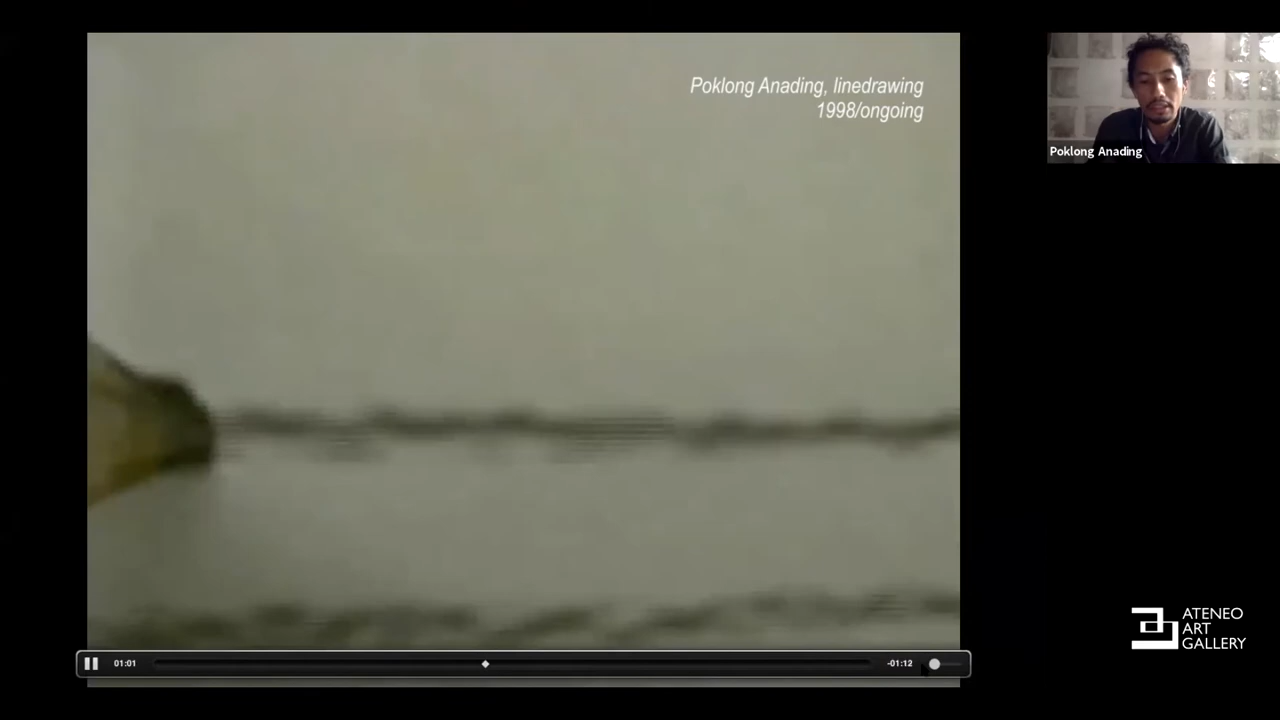 Poklong Anading, linedrawing
1998/ongoing
Poklong Anading
01:01
-01:12
ATENEO
ART
GALLERY